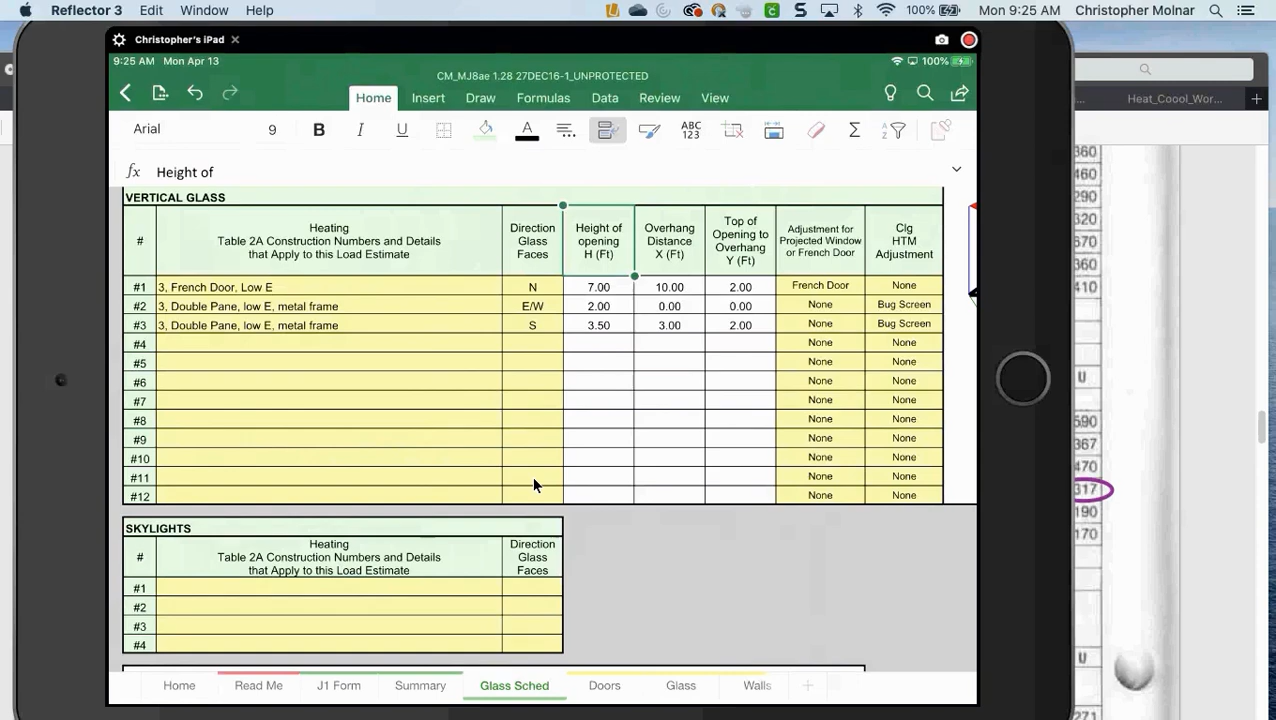 Reflector 3 Edit Window Help 100% Mon 9:25 AM Christopher Molnar
Christopher's iPad
9:25 AM Mon Apr 13 100%
CM_MJ8ae 1.28 27DEC16-1_UNPROTECTED
Home Insert Draw Formulas Data Review View
Heat_Coool_Wor...
Arial 9 B I U A ABC 123
fx Height of
VERTICAL GLASS
# Heating Table 2A Construction Numbers and Details that Apply to this Load Estimate Direction Glass Faces Height of opening H (Ft) Overhang Distance X (Ft) Top of Opening to Overhang Y (Ft) Adjustment for Projected Window or French Door Clg HTM Adjustment
#1 3, French Door, Low E N 7.00 10.00 2.00 French Door None
#2 3, Double Pane, low E, metal frame E/W 2.00 0.00 0.00 None Bug Screen
#3 3, Double Pane, low E, metal frame S 3.50 3.00 2.00 None Bug Screen
#4 None None
#5 None None
#6 None None
#7 None None
#8 None None
#9 None None
#10 None None
#11 None None
#12 None None
SKYLIGHTS
# Heating Table 2A Construction Numbers and Details that Apply to this Load Estimate Direction Glass Faces
#1
#2
#3
#4
Home Read Me J1 Form Summary Glass Sched Doors Glass Walls
360
460
290
670
320
370
360
410
U
690
367
470
317
190
170
U
271